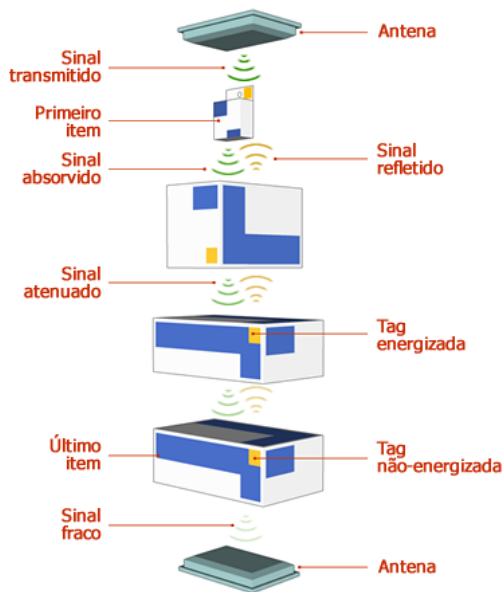 Antena
Sinal
transmitido
Primeiro
item
Sinal
absorvido
Sinal
refletido
Sinal
atenuado
Tag
energizada
Último
item
Tag
não-energizada
Sinal
fraco
Antena